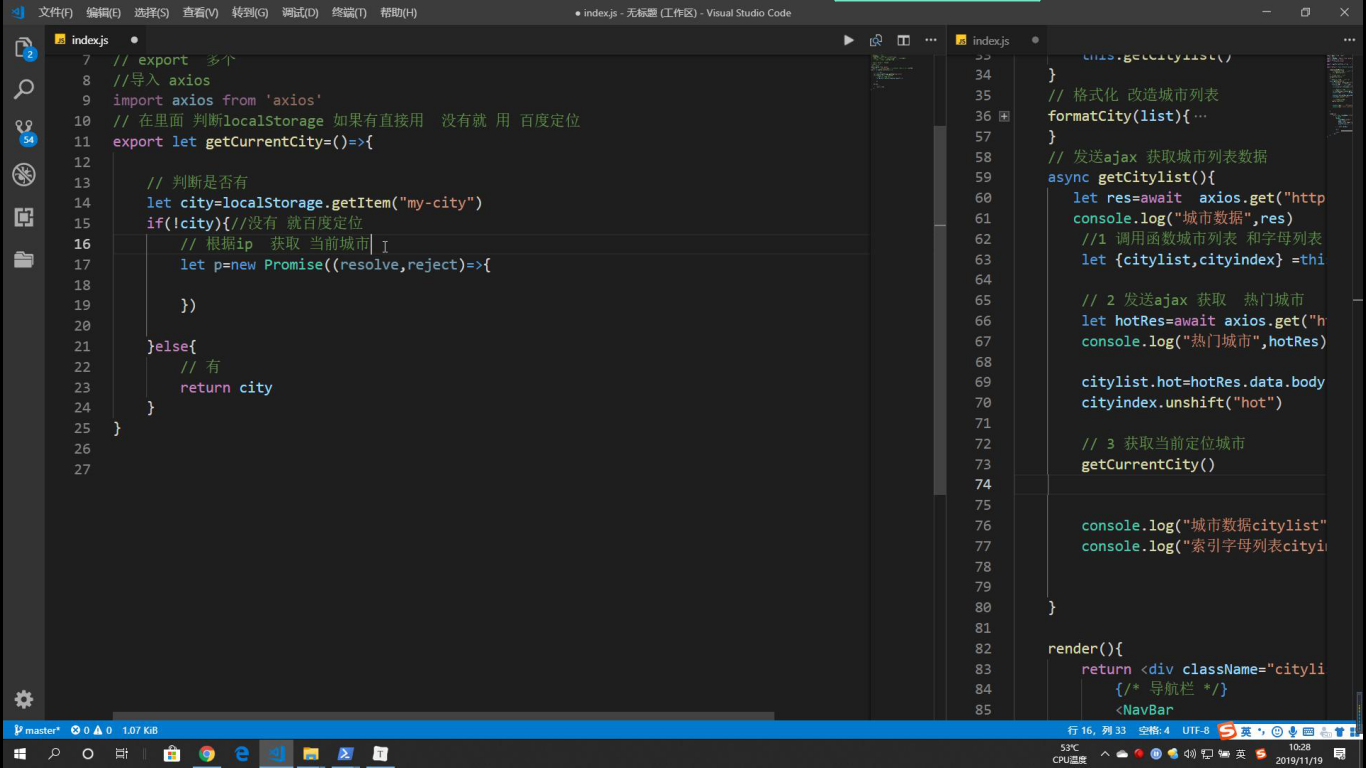 文件(F) 编辑(E) 选择(S) 查看(V) 转到(G) 调试(D) 终端(T) 帮助(H)
● index.js - 无标题 (工作区) - Visual Studio Code
index.js
7 // export 多个
8 //导入 axios
9 import axios from 'axios'
10 // 在里面 判断localStorage 如果有直接用 没有就 用 百度定位
11 export let getCurrentCity=()=>{
12
13 // 判断是否有
14 let city=localStorage.getItem("my-city")
15 if(!city){//没有 就百度定位
16 // 根据ip 获取 当前城市
17 let p=new Promise((resolve,reject)=>{
18
19 })
20
21 }else{
22 // 有
23 return city
24 }
25 }
26
27
index.js
33 this.getCitylist()
34 }
35 // 格式化 改造城市列表
36 formatCity(list){ ...
57 }
58 // 发送ajax 获取城市列表数据
59 async getCitylist(){
60 let res=await axios.get("http
61 console.log("城市数据",res)
62 //1 调用函数城市列表 和字母列表
63 let {citylist,cityindex} =thi
64
65 // 2 发送ajax 获取 热门城市
66 let hotRes=await axios.get("h
67 console.log("热门城市",hotRes)
68
69 citylist.hot=hotRes.data.body
70 cityindex.unshift("hot")
71
72 // 3 获取当前定位城市
73 getCurrentCity()
74
75
76 console.log("城市数据citylist"
77 console.log("索引字母列表cityi
78
79
80 }
81
82 render(){
83 return <div className="cityli
84 {/* 导航栏 */}
85 <NavBar
2
54
master* 0 0 1.07 KiB
行 16，列 33 空格: 4 UTF-8
英
53℃
CPU温度
英
10:28
2019/11/19